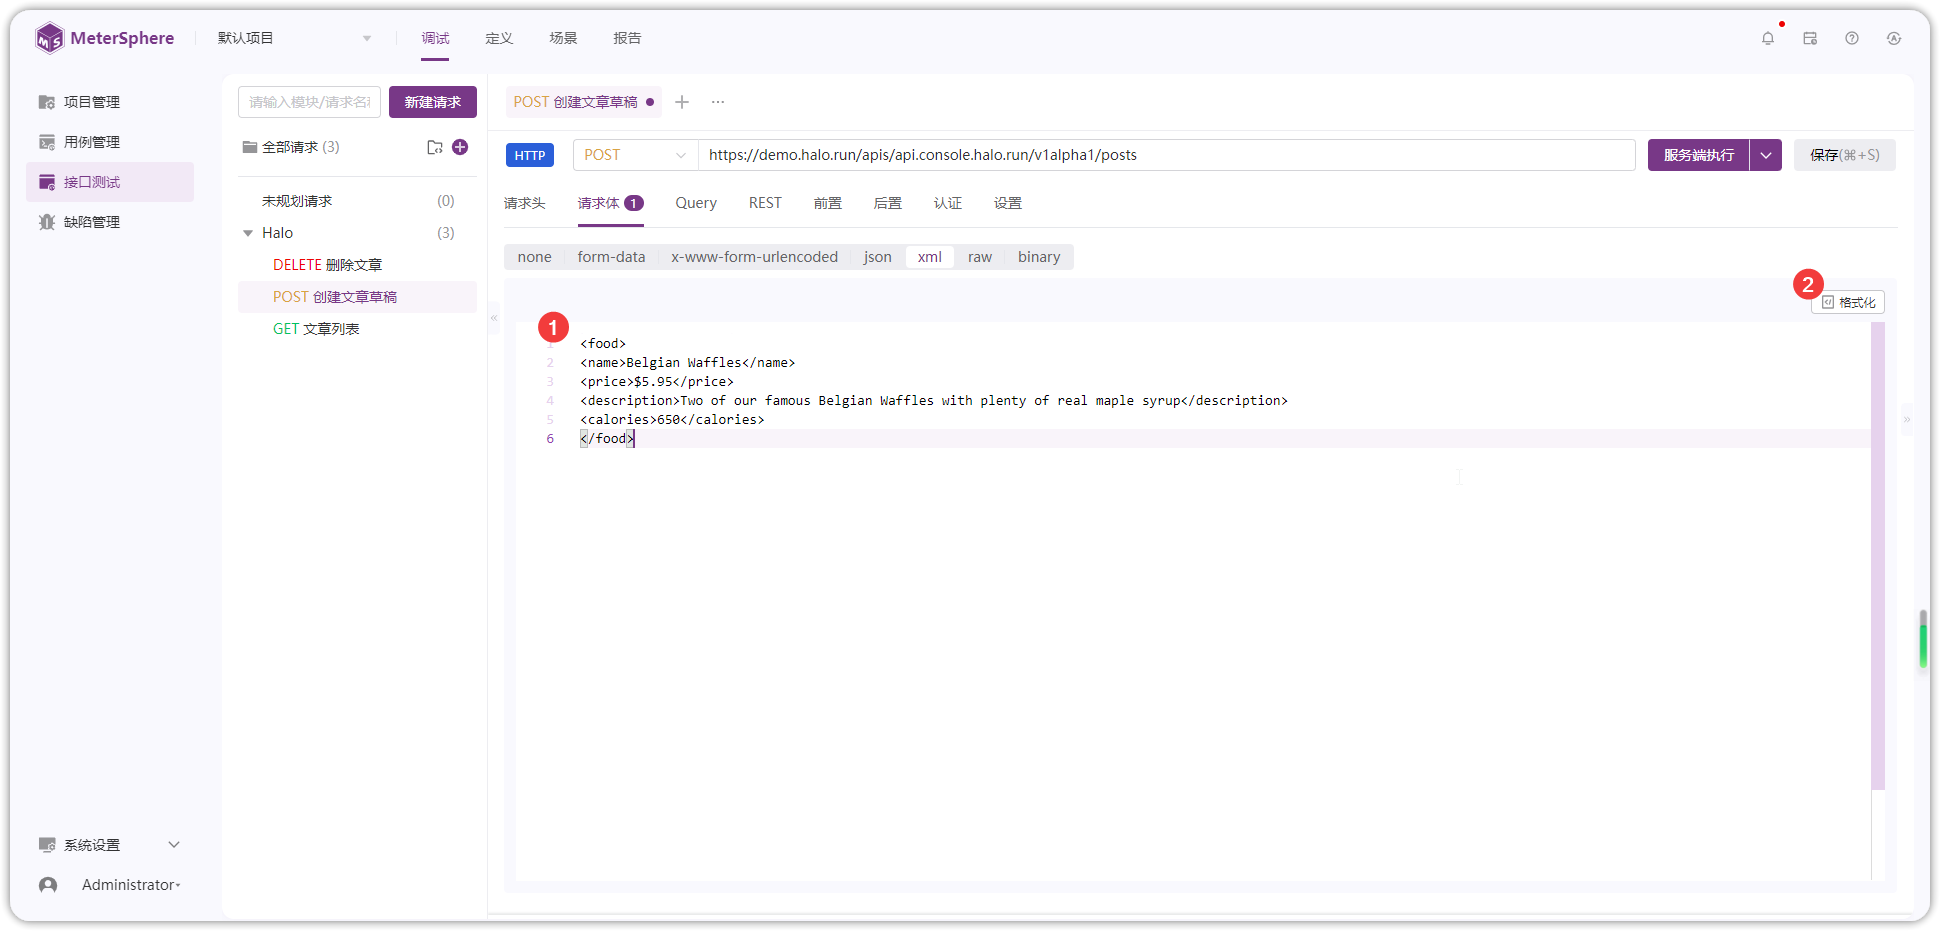 MeterSphere
默认项目
调试
定义
场景
报告
项目管理
用例管理
接口测试
缺陷管理
系统设置
Administrator
请输入模块/请求名称
新建请求
全部请求 (3)
未规划请求 (0)
Halo (3)
DELETE 删除文章
POST 创建文章草稿
GET 文章列表
POST 创建文章草稿
HTTP
POST
https://demo.halo.run/apis/api.console.halo.run/v1alpha1/posts
服务端执行
保存(⌘+S)
请求头
请求体 1
Query
REST
前置
后置
认证
设置
none
form-data
x-www-form-urlencoded
json
xml
raw
binary
2
格式化
1
1 <food>
2 <name>Belgian Waffles</name>
3 <price>$5.95</price>
4 <description>Two of our famous Belgian Waffles with plenty of real maple syrup</description>
5 <calories>650</calories>
6 </food>